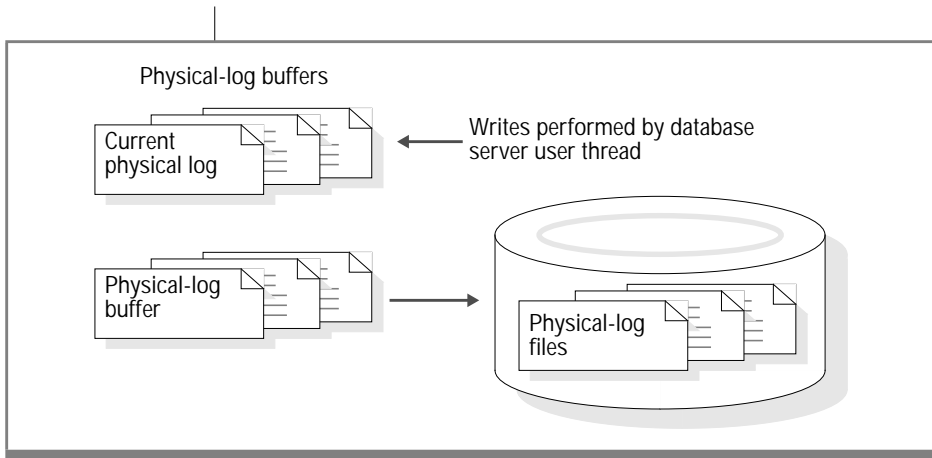 Physical-log buffers
Current
physical log
Writes performed by database
server user thread
Physical-log
buffer
Physical-log
files